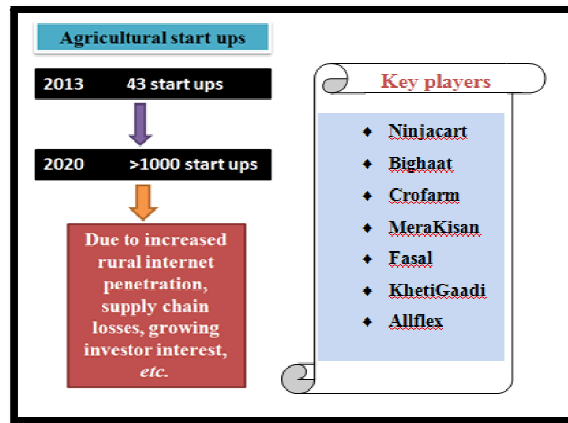 Agricultural start ups
2013 43 start ups
2020 >1000 start ups
Due to increased
rural internet
penetration,
supply chain
losses, growing
investor interest,
etc.
Key players
♦ Ninjacart
♦ Bighaat
♦ Crofarm
♦ MeraKisan
♦ Fasal
♦ KhetiGaadi
♦ Allflex